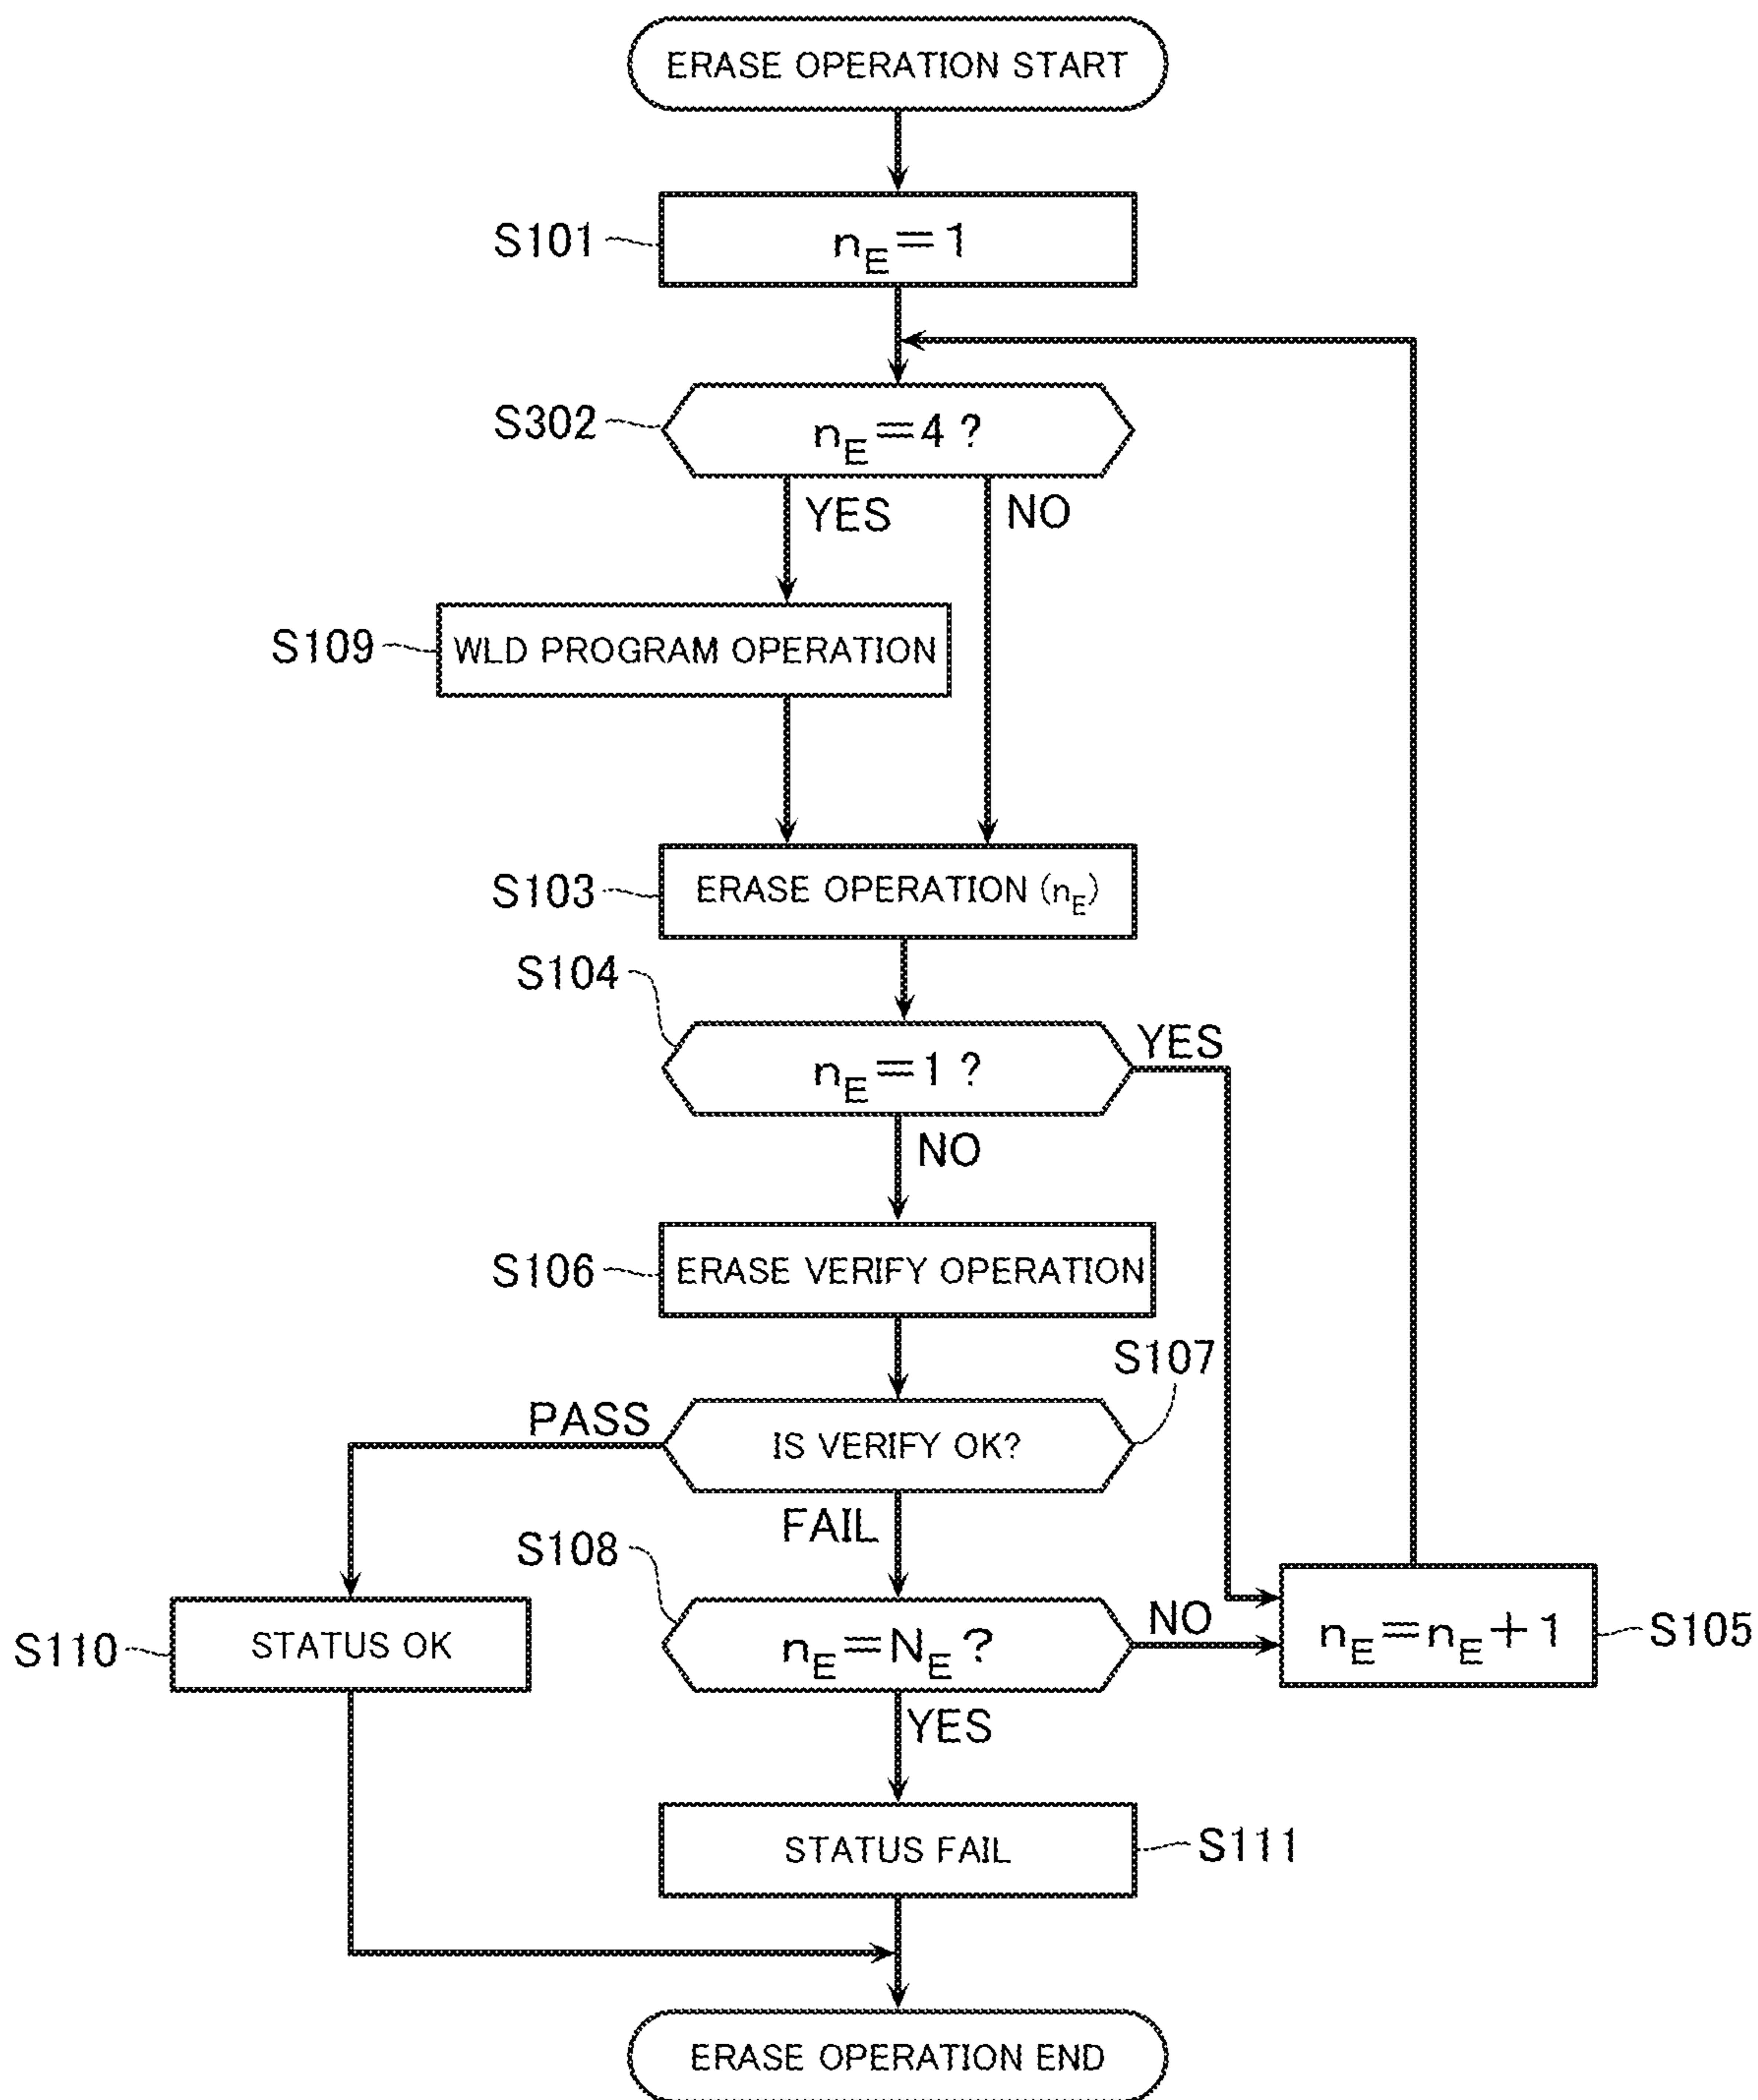 ERASE OPERATION START
S101
nE=1
S302
nE=4 ?
YES
NO
S109
WLD PROGRAM OPERATION
S103
ERASE OPERATION (nE)
S104
nE=1 ?
YES
NO
S106
ERASE VERIFY OPERATION
S107
PASS
IS VERIFY OK?
FAIL
S108
S110
STATUS OK
nE=NE ?
NO
nE=nE+1
S105
YES
STATUS FAIL
S111
ERASE OPERATION END